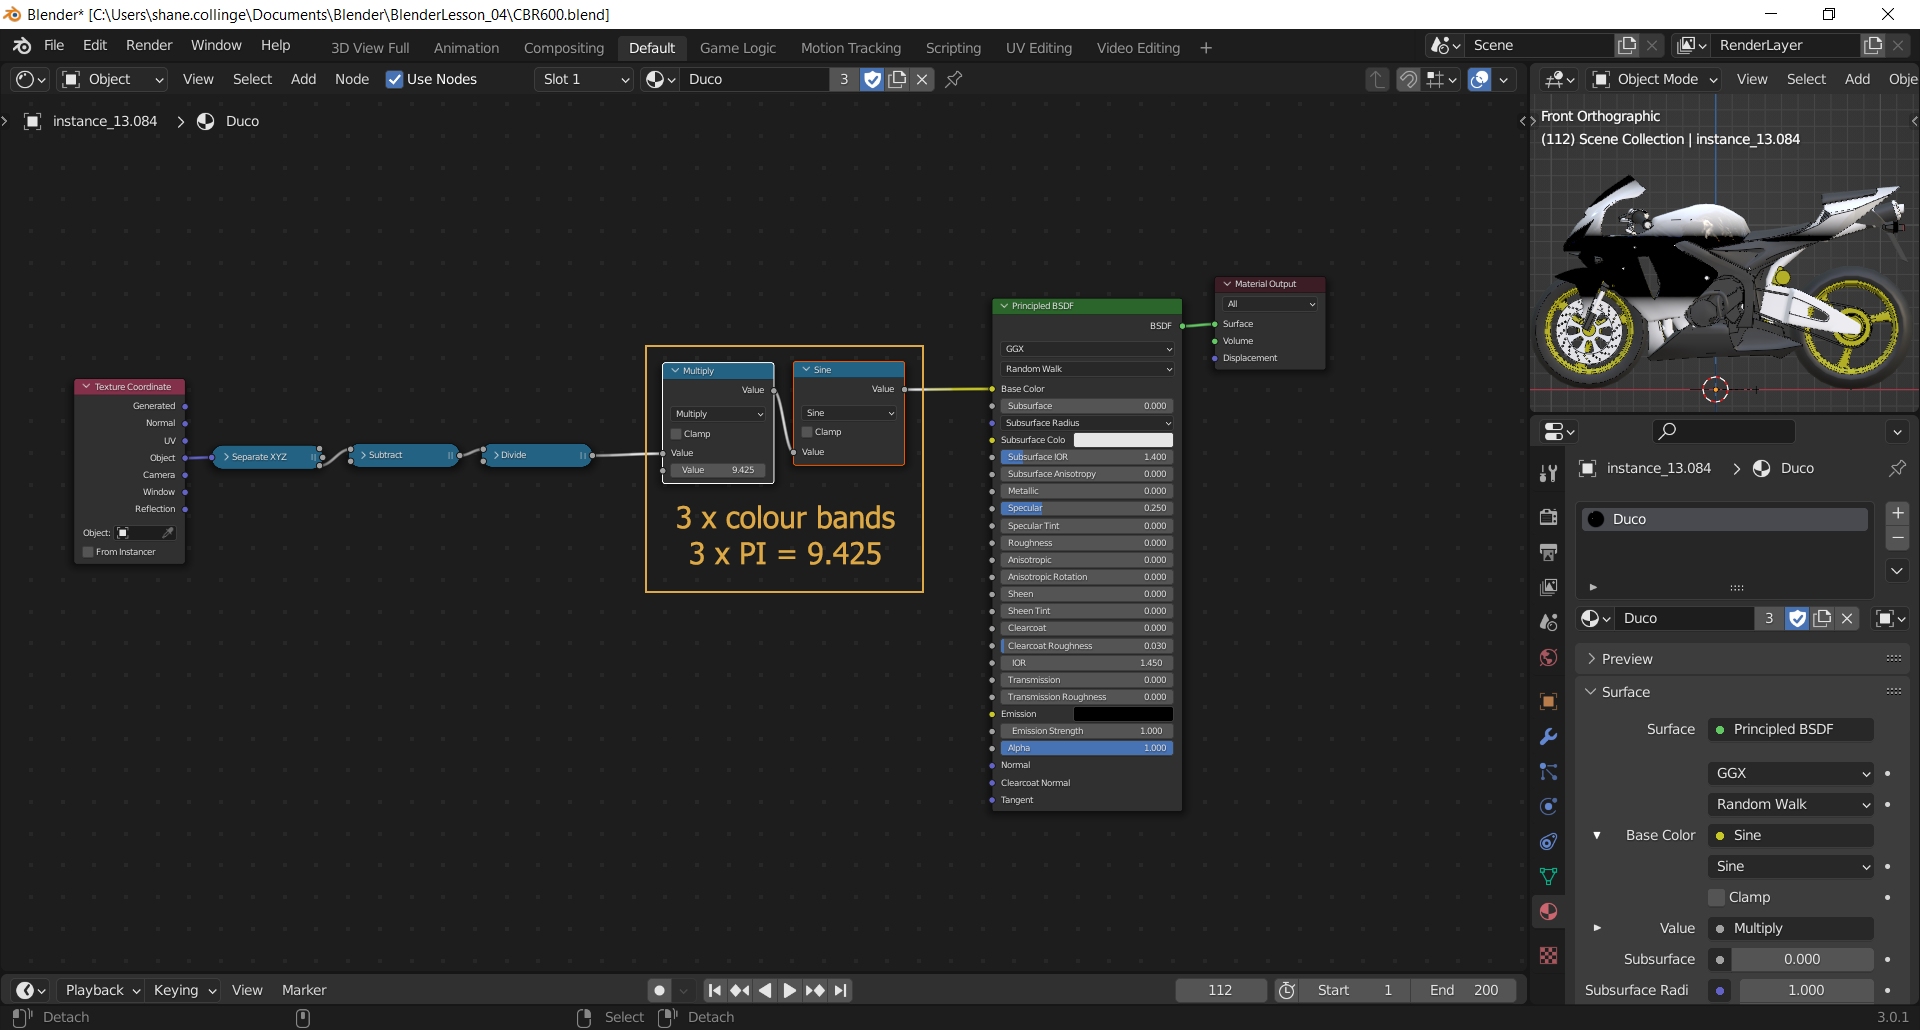 Blender* [C:\Users\shane.collinge\Documents\Blender\BlenderLesson_04\CBR600.blend]
File Edit Render Window Help 3D View Full Animation Compositing Default Game Logic Motion Tracking Scripting UV Editing Video Editing + Scene RenderLayer
Object View Select Add Node Use Nodes Slot 1 Duco 3
Object Mode View Select Add Obje
instance_13.084 > Duco
Front Orthographic
(112) Scene Collection | instance_13.084
Texture Coordinate
Generated
Normal
UV
Object
Camera
Window
Reflection
Object:
From Instancer
Separate XYZ
Subtract
Divide
Multiply
Value
Multiply
Clamp
Value
Value 9.425
Sine
Value
Sine
Clamp
Value
3 x colour bands
3 x PI = 9.425
Principled BSDF
BSDF
GGX
Random Walk
Base Color
Subsurface 0.000
Subsurface Radius
Subsurface Colo
Subsurface IOR 1.400
Subsurface Anisotropy 0.000
Metallic 0.000
Specular 0.250
Specular Tint 0.000
Roughness 0.000
Anisotropic 0.000
Anisotropic Rotation 0.000
Sheen 0.000
Sheen Tint 0.000
Clearcoat 0.000
Clearcoat Roughness 0.030
IOR 1.450
Transmission 0.000
Transmission Roughness 0.000
Emission
Emission Strength 1.000
Alpha 1.000
Normal
Clearcoat Normal
Tangent
Material Output
All
Surface
Volume
Displacement
instance_13.084 > Duco
Duco
Duco 3
Preview
Surface
Surface Principled BSDF
GGX
Random Walk
Base Color Sine
Sine
Clamp
Value Multiply
Subsurface 0.000
Subsurface Radi 1.000
Playback Keying View Marker 112 Start 1 End 200
Detach Select Detach 3.0.1